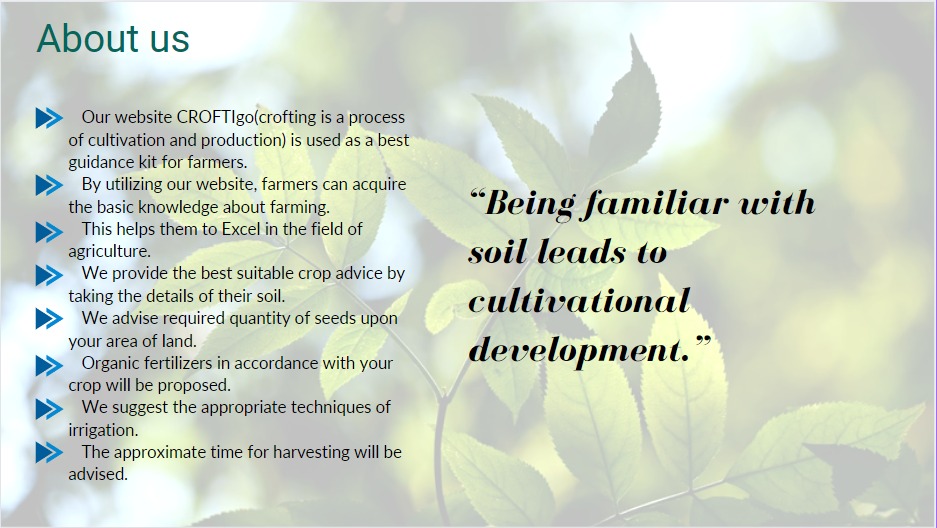 About us
Our website CROFTIgo(crofting is a process
of cultivation and production) is used as a best
guidance kit for farmers.
By utilizing our website, farmers can acquire
the basic knowledge about farming.
This helps them to Excel in the field of
agriculture.
We provide the best suitable crop advice by
taking the details of their soil.
We advise required quantity of seeds upon
your area of land.
Organic fertilizers in accordance with your
crop will be proposed.
We suggest the appropriate techniques of
irrigation.
The approximate time for harvesting will be
advised.
“Being familiar with
soil leads to
cultivational
development.”